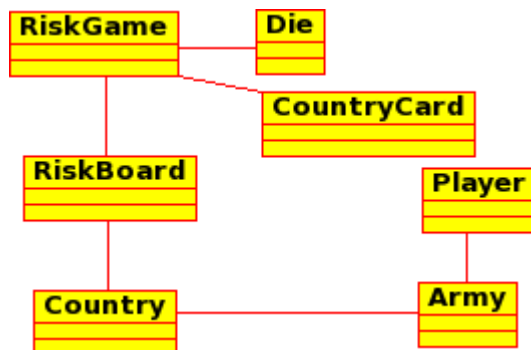 RiskGame
Die
CountryCard
RiskBoard
Player
Country
Army